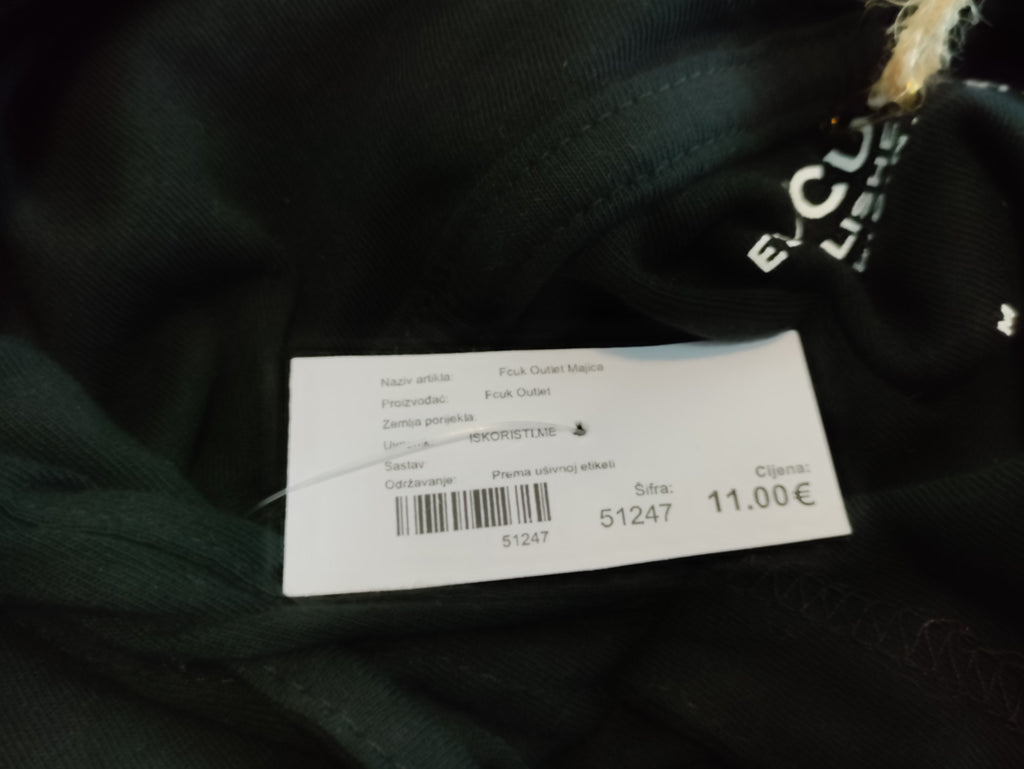 Naziv artikla: Fcuk Outlet Majica
Proizvođač: Fcuk Outlet
Zemlja porijekla:
ISKORISTI.ME
Sastav
Održavanje: Prema ušivnoj etiketi
51247
Šifra:
51247
Cijena:
11.00€
M